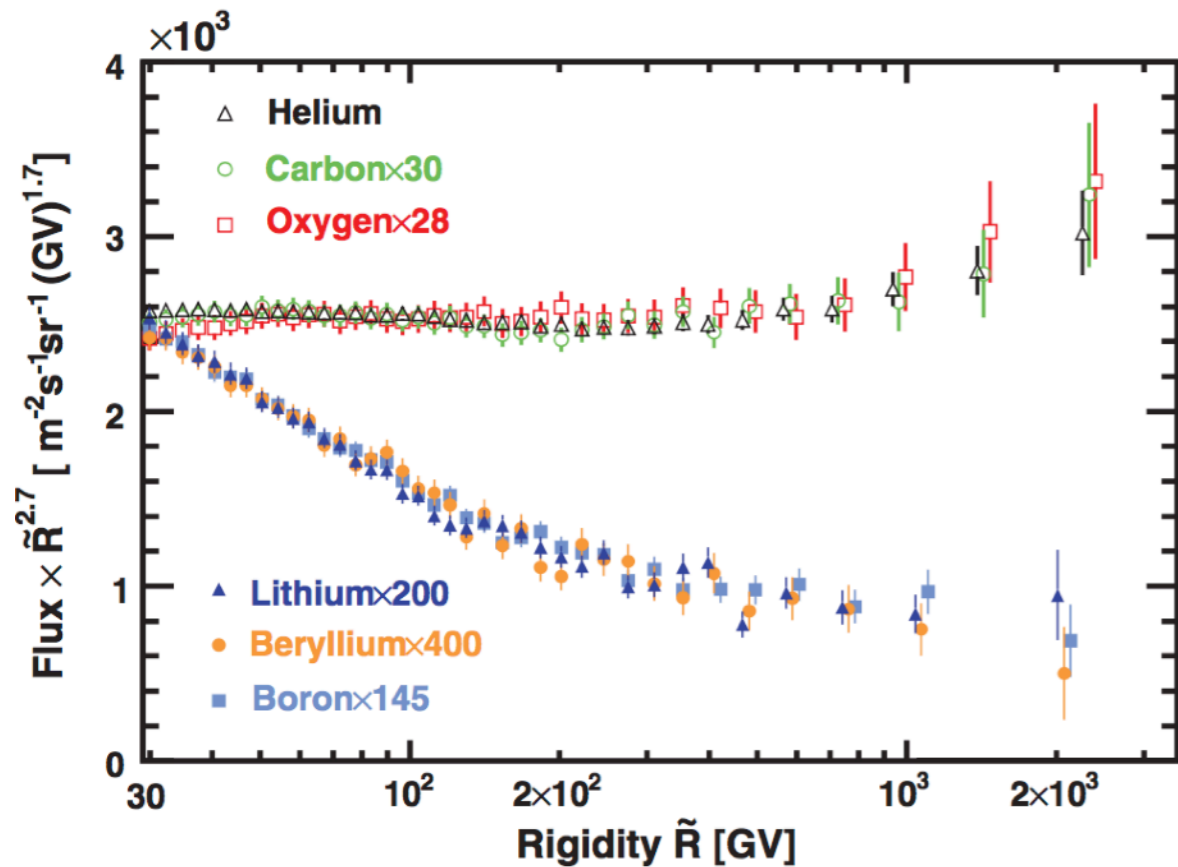 ×10³
4
3
2
1
0
Flux × R̃²·⁷ [ m⁻²s⁻¹sr⁻¹ (GV)¹·⁷ ]
Helium
Carbon×30
Oxygen×28
Lithium×200
Beryllium×400
Boron×145
30
10²
2×10²
10³
2×10³
Rigidity R̃ [GV]